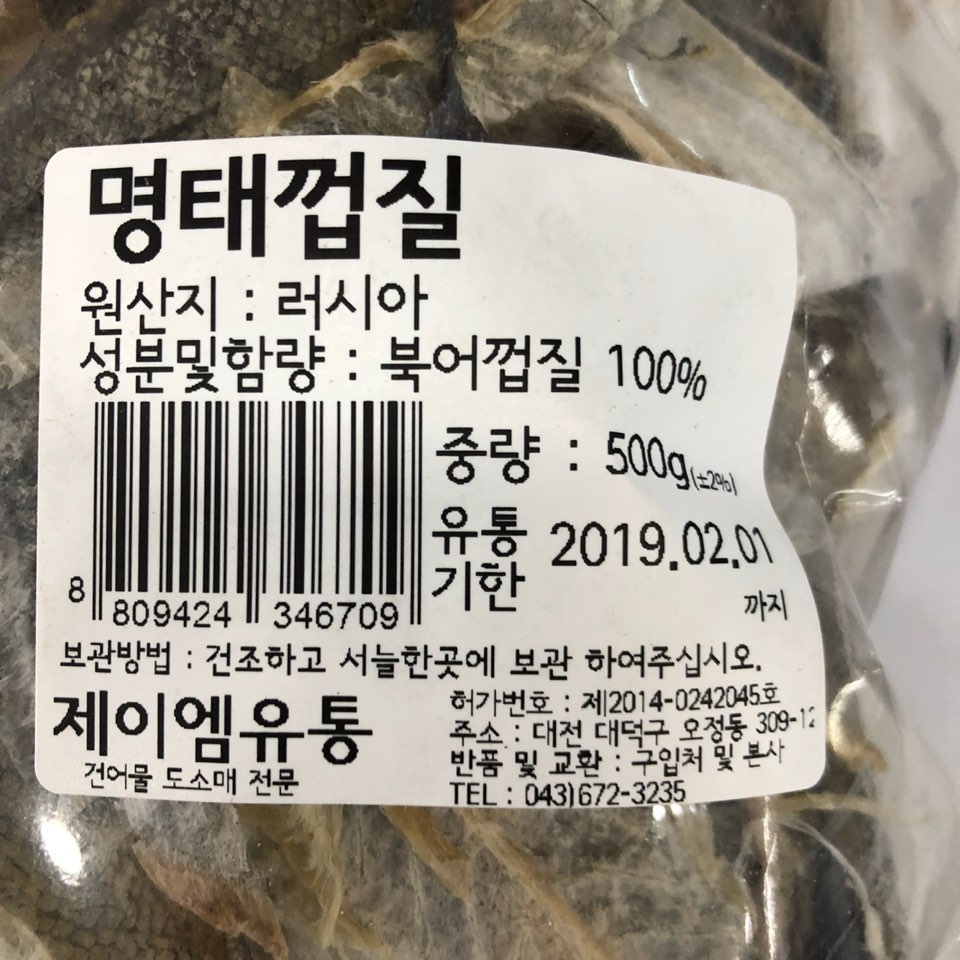 명태껍질
원산지 : 러시아
성분및함량 : 북어껍질 100%
중량 : 500g(±2%)
유통기한 2019.02.01
까지
8 809424 346709
보관방법 : 건조하고 서늘한곳에 보관 하여주십시오.
제이엠유통
건어물 도소매 전문
허가번호 : 제2014-0242045호
주소 : 대전 대덕구 오정동 309-12
반품 및 교환 : 구입처 및 본사
TEL : 043)672-3235